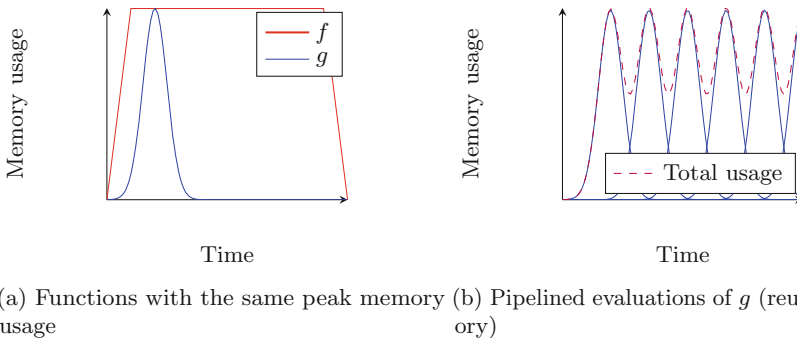 Memory usage
f
g
Time
(a) Functions with the same peak memory
usage
Memory usage
Total usage
Time
(b) Pipelined evaluations of g (reu
ory)